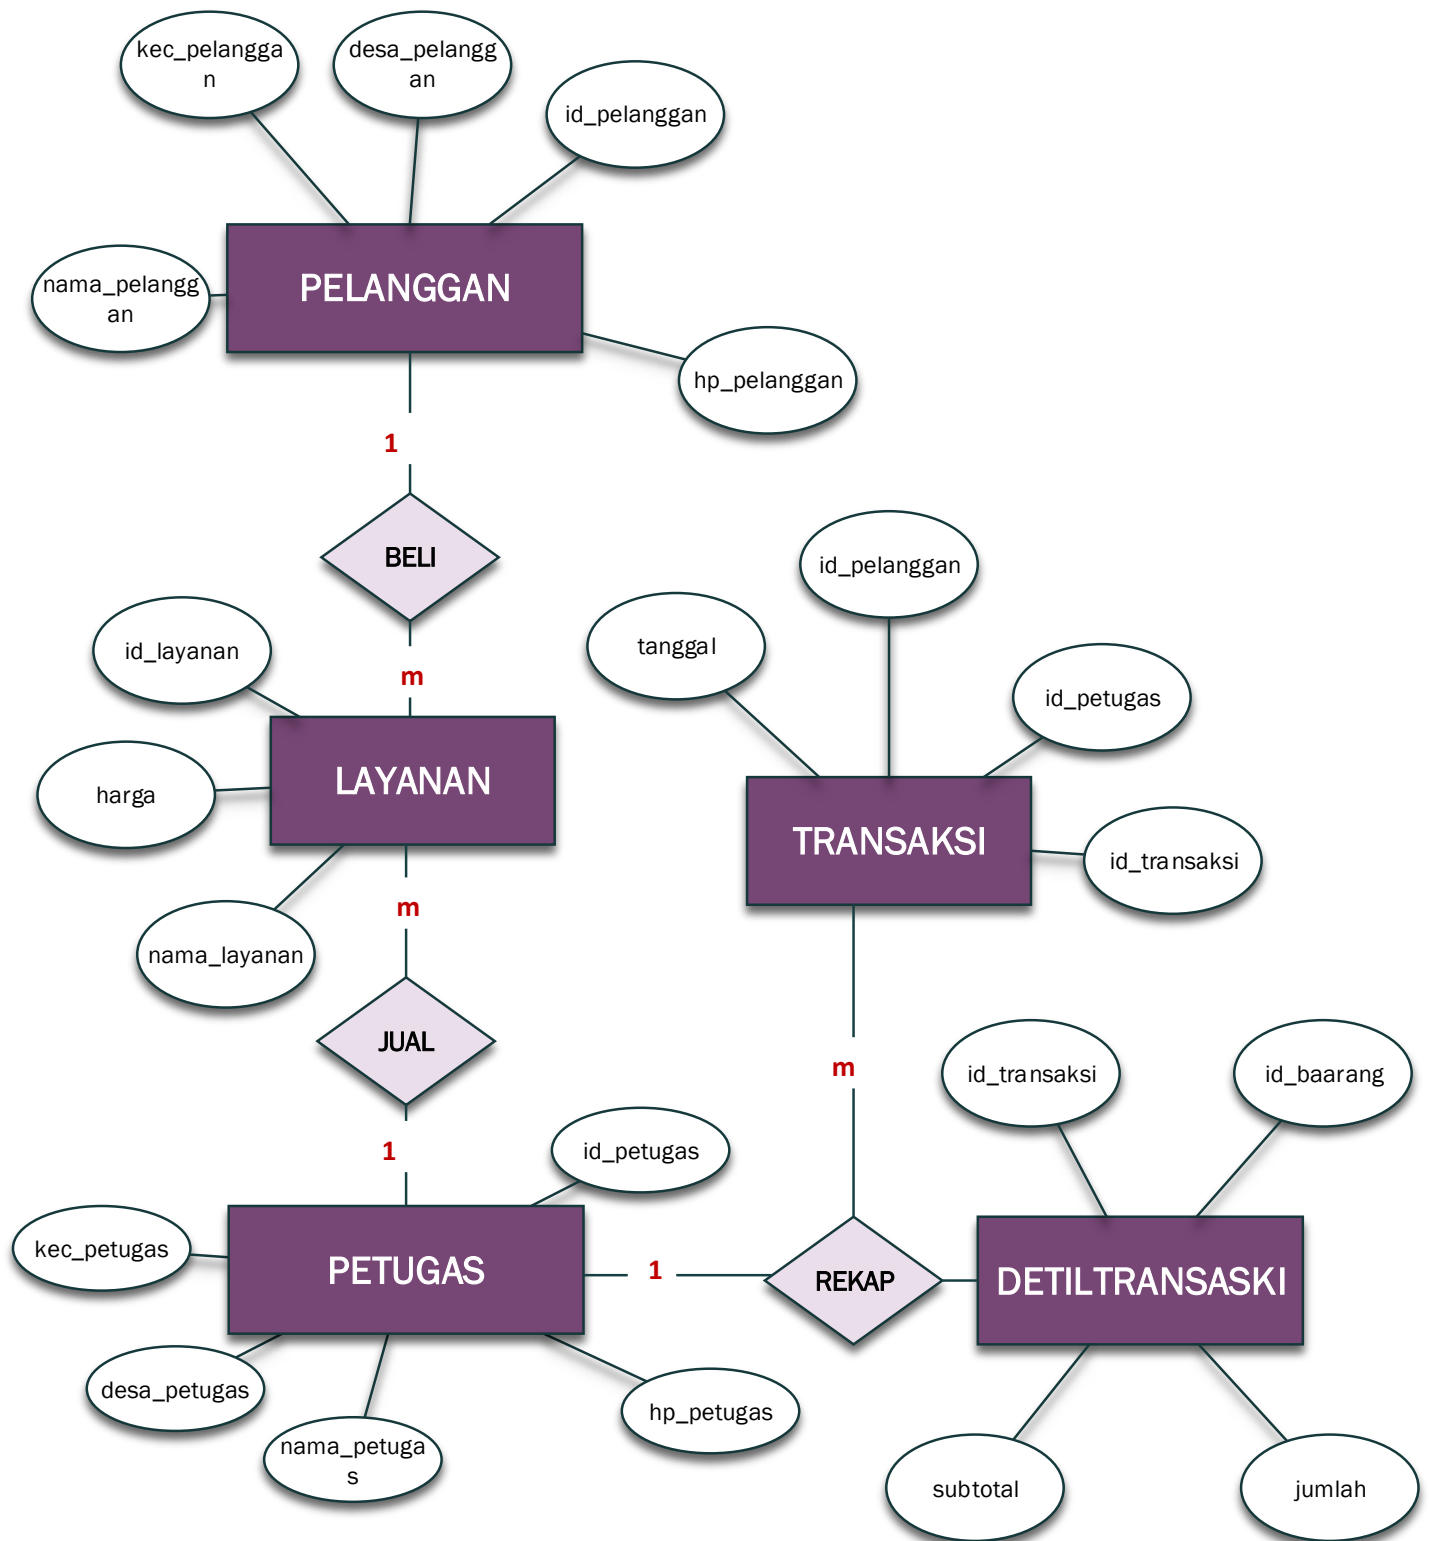 kec_pelangga
n
desa_pelangg
an
id_pelanggan
PELANGGAN
nama_pelangg
an
hp_pelanggan
1
BELI
id_pelanggan
tanggal
id_layanan
m
id_petugas
LAYANAN
harga
TRANSAKSI
id_transaksi
m
nama_layanan
JUAL
m
id_transaksi
id_baarang
1
id_petugas
kec_petugas
PETUGAS
1
REKAP
DETILTRANSASKI
desa_petugas
hp_petugas
nama_petuga
s
subtotal
jumlah